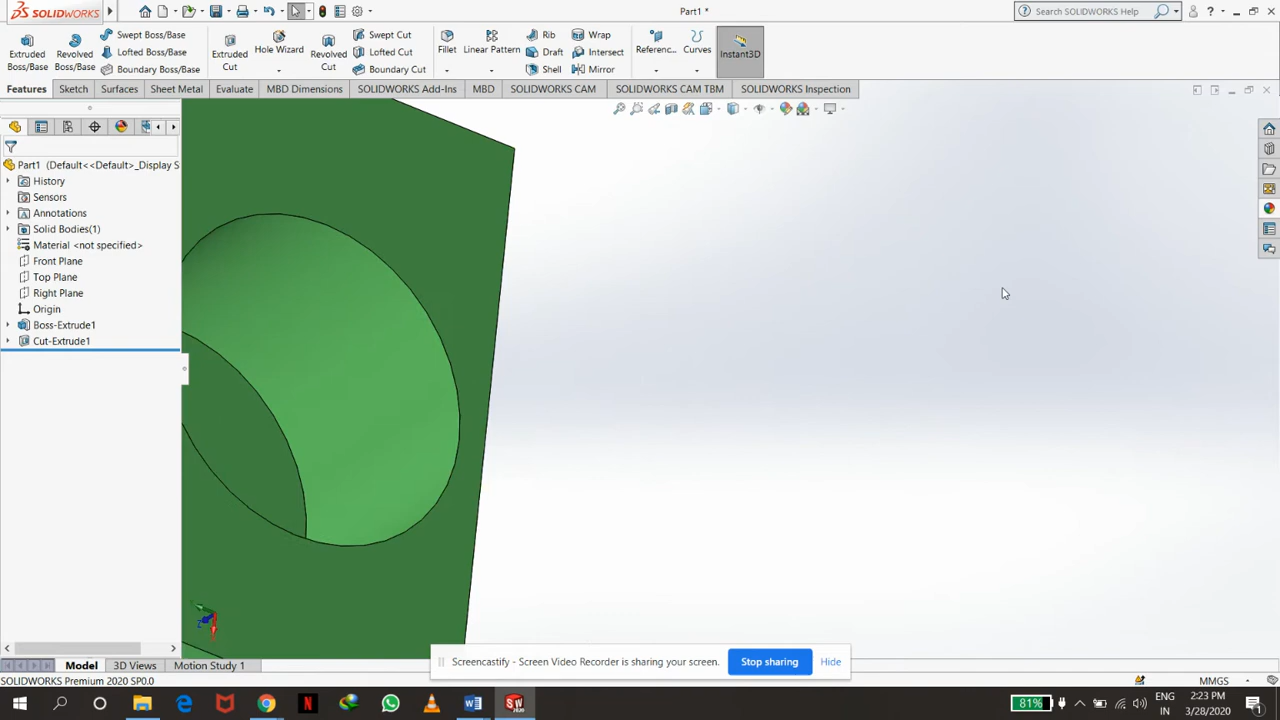 SOLIDWORKS
Part1 *
Search SOLIDWORKS Help
Extruded Boss/Base
Revolved Boss/Base
Swept Boss/Base
Lofted Boss/Base
Boundary Boss/Base
Extruded Cut
Hole Wizard
Revolved Cut
Swept Cut
Lofted Cut
Boundary Cut
Fillet
Linear Pattern
Rib
Draft
Shell
Wrap
Intersect
Mirror
Referenc...
Curves
Instant3D
Features Sketch Surfaces Sheet Metal Evaluate MBD Dimensions SOLIDWORKS Add-Ins MBD SOLIDWORKS CAM SOLIDWORKS CAM TBM SOLIDWORKS Inspection
Part1 (Default<<Default>_Display S
History
Sensors
Annotations
Solid Bodies(1)
Material <not specified>
Front Plane
Top Plane
Right Plane
Origin
Boss-Extrude1
Cut-Extrude1
Z
Screencastify - Screen Video Recorder is sharing your screen. Stop sharing Hide
Model 3D Views Motion Study 1
SOLIDWORKS Premium 2020 SP0.0
MMGS
W
SW
2020
81%
ENG
IN
2:23 PM
3/28/2020
1